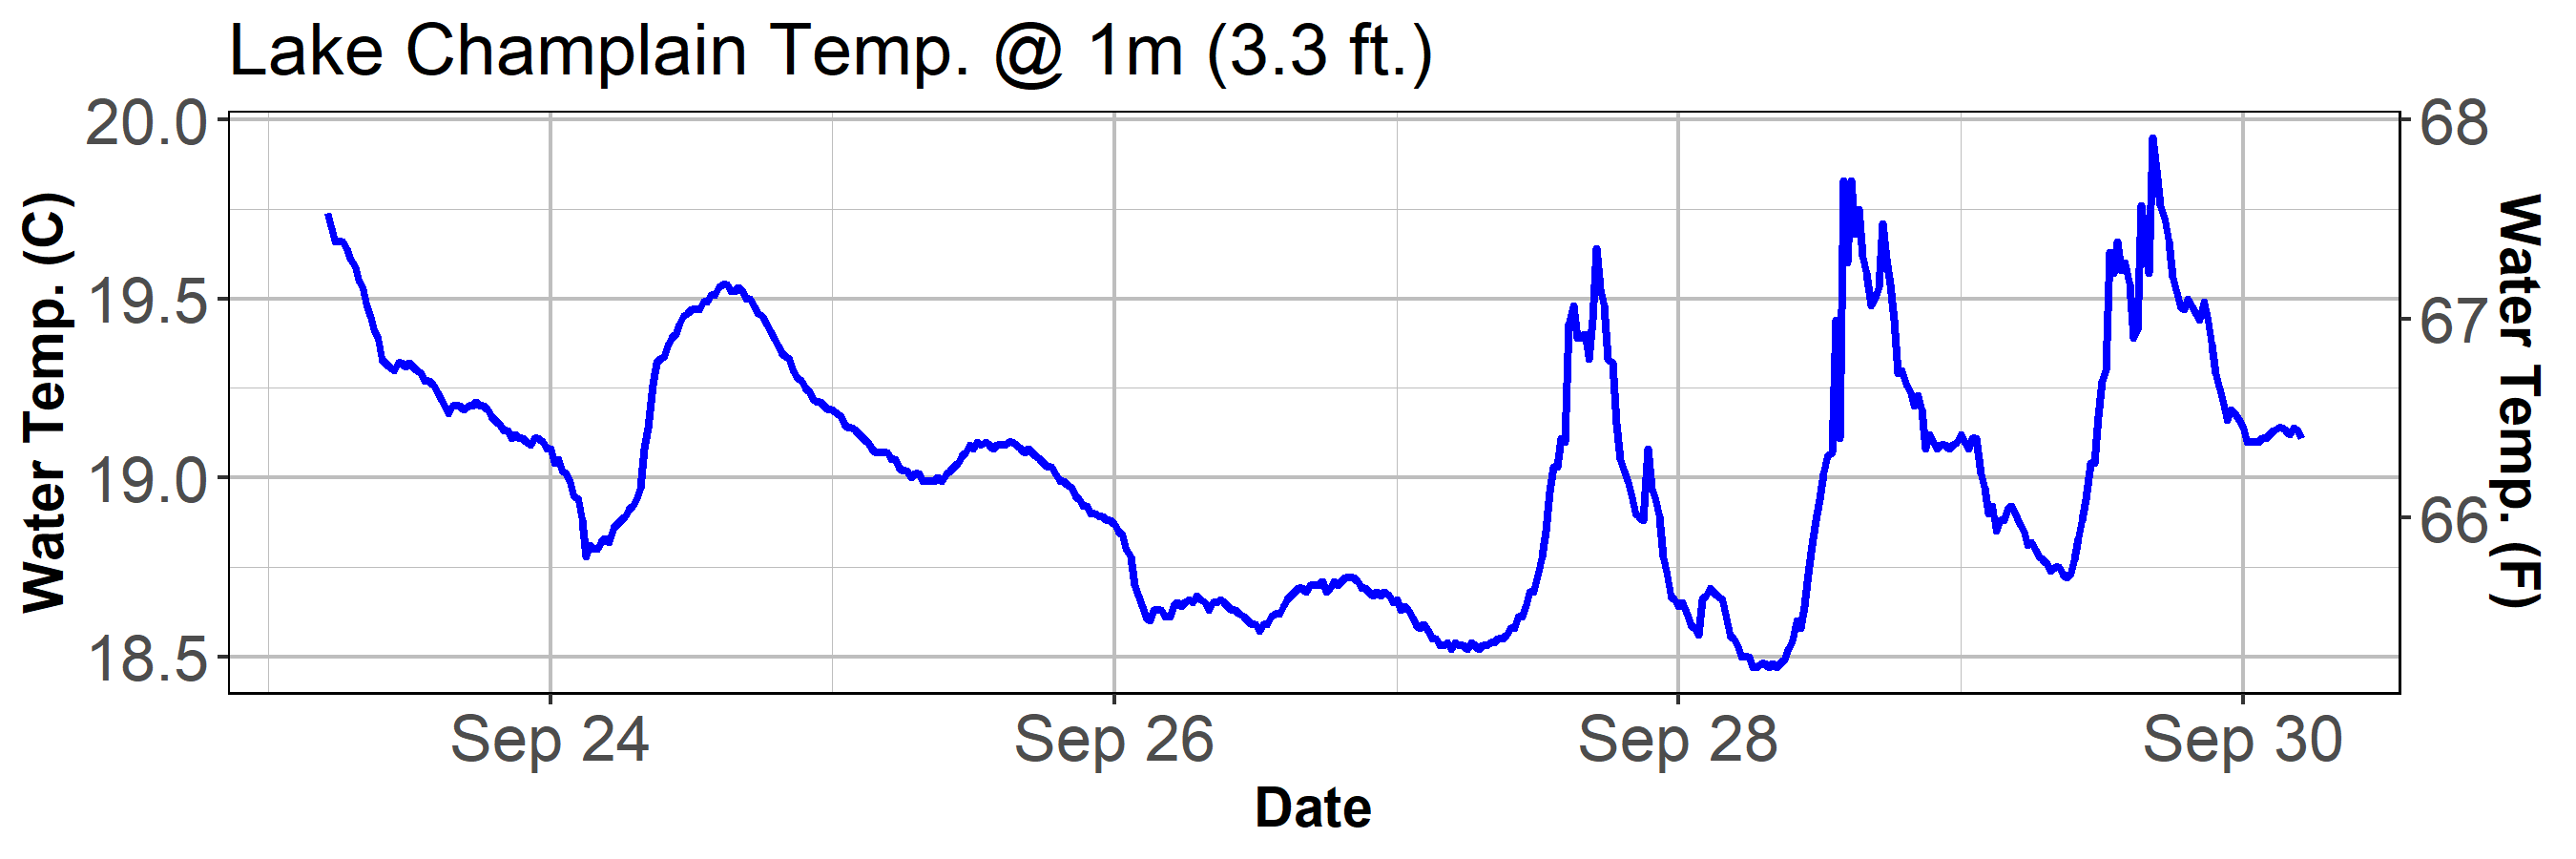 Lake Champlain Temp. @ 1m (3.3 ft.)
20.0
19.5
19.0
18.5
Water Temp. (C)
68
67
66
Water Temp. (F)
Sep 24
Sep 26
Sep 28
Sep 30
Date